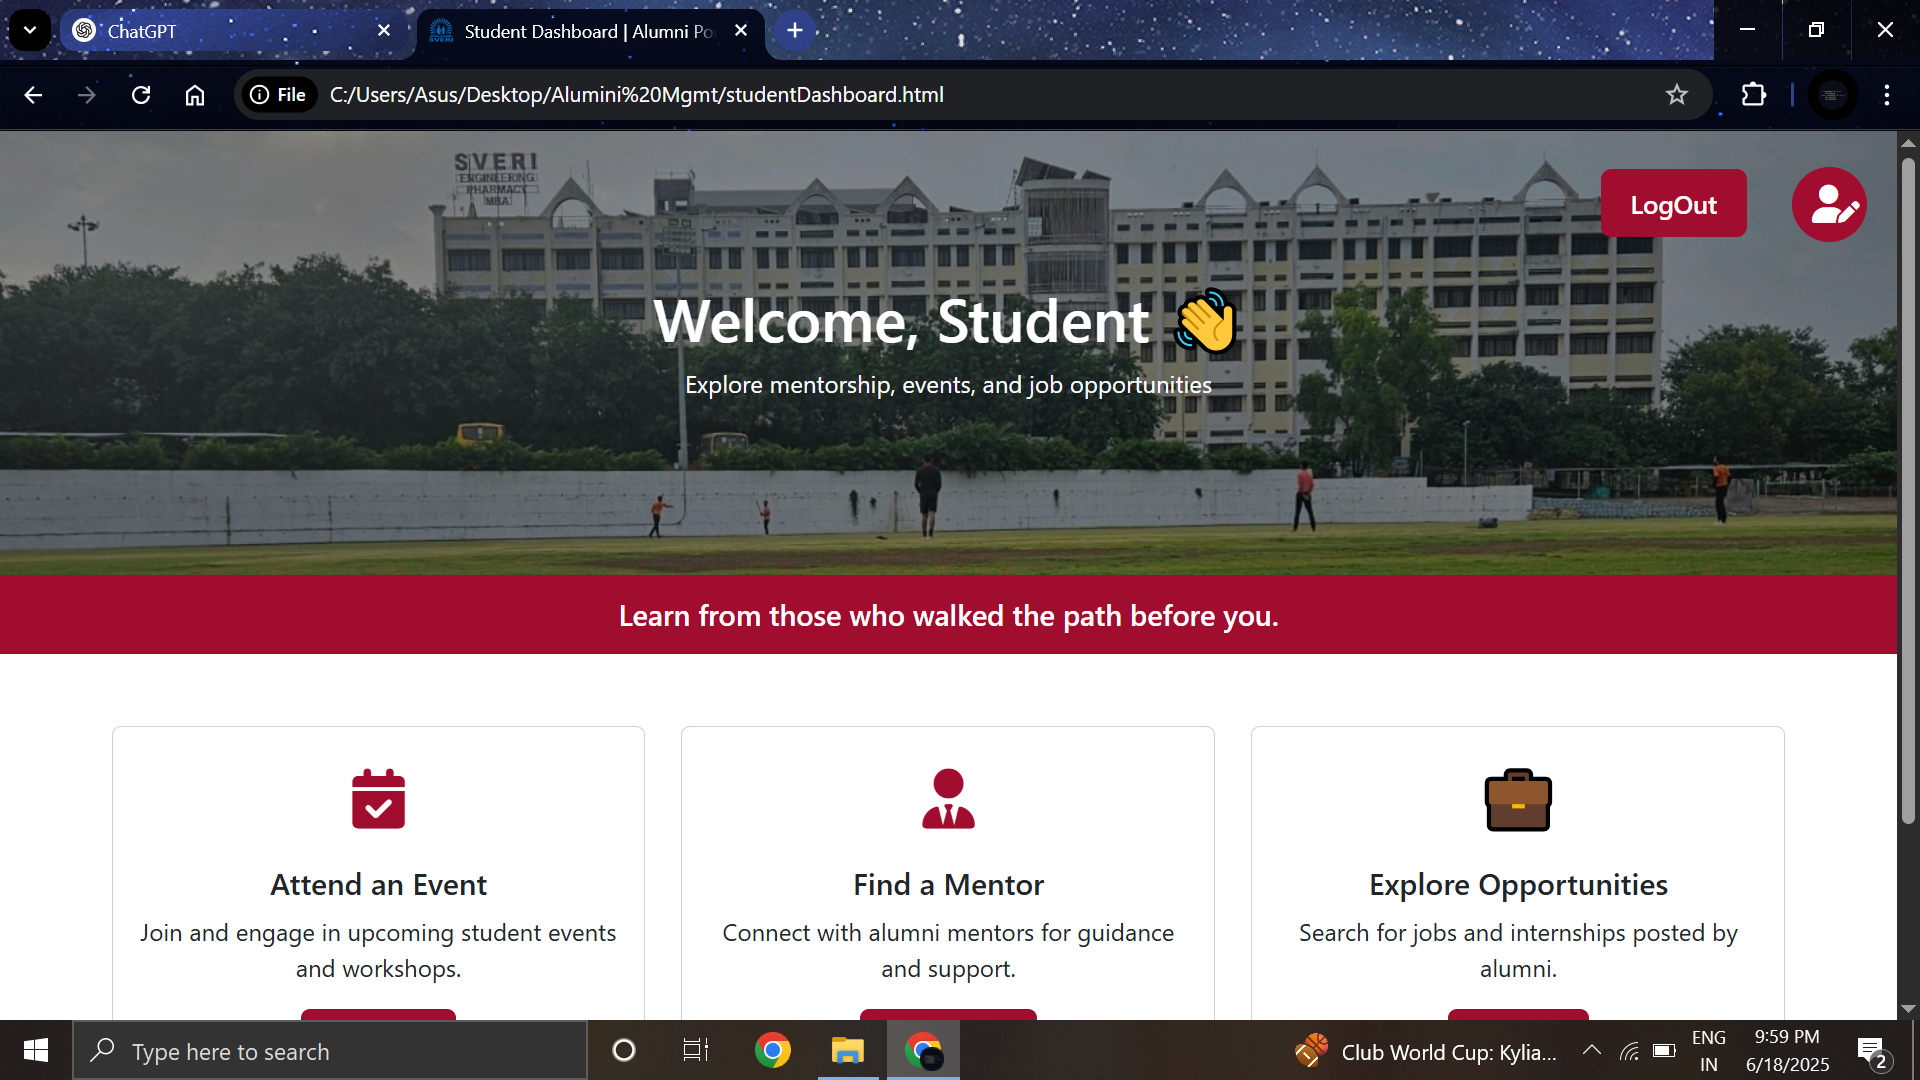 ChatGPT
Student Dashboard | Alumni Po
File
C:/Users/Asus/Desktop/Alumini%20Mgmt/studentDashboard.html
SVERI
ENGINEERING
PHARMACY
MBA
LogOut
Welcome, Student 👋
Explore mentorship, events, and job opportunities
Learn from those who walked the path before you.
Attend an Event
Join and engage in upcoming student events
and workshops.
Find a Mentor
Connect with alumni mentors for guidance
and support.
Explore Opportunities
Search for jobs and internships posted by
alumni.
Type here to search
Club World Cup: Kylia...
ENG
IN
9:59 PM
6/18/2025
2